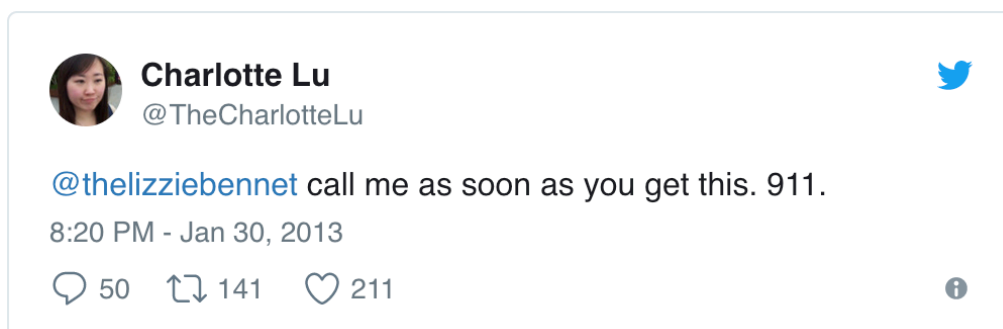 Charlotte Lu
@TheCharlotteLu
@thelizziebennet call me as soon as you get this. 911.
8:20 PM - Jan 30, 2013
50 141 211